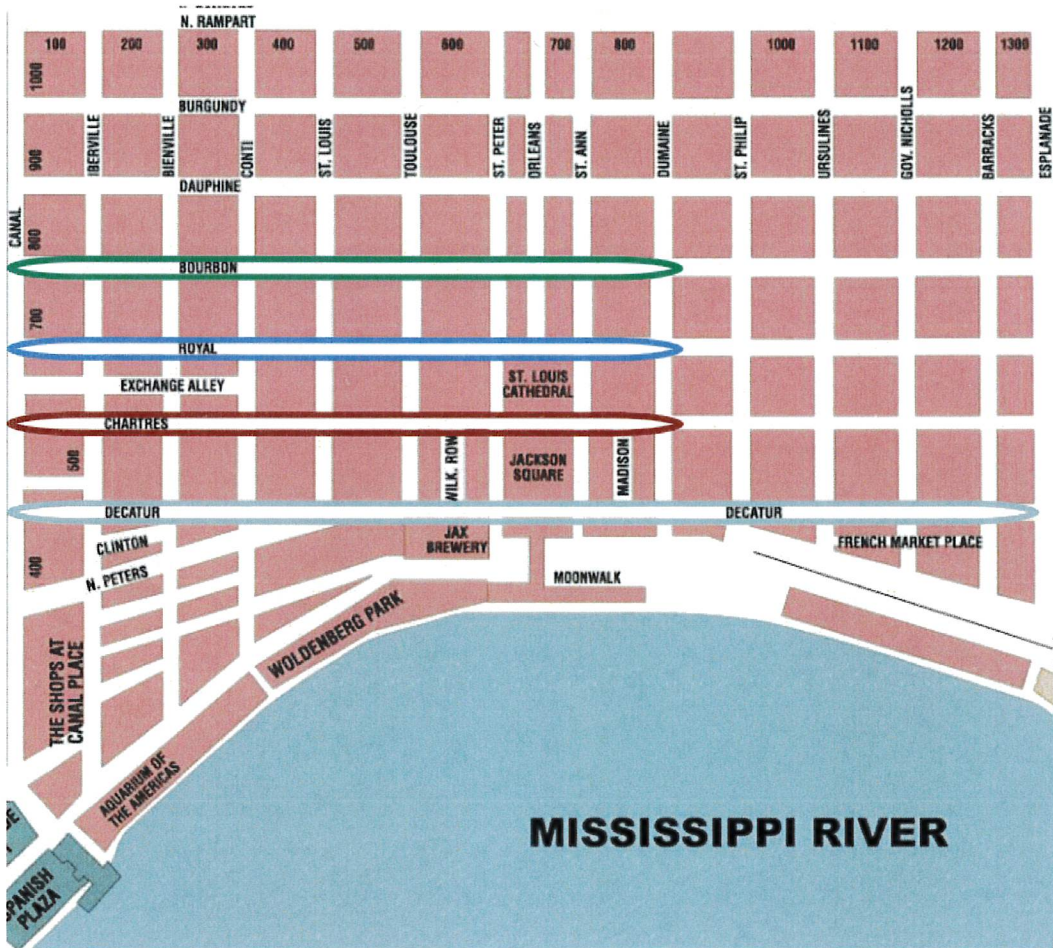 N. RAMPART
100
200
300
400
500
600
700
800
1000
1100
1200
1300
1000
BURGUNDY
900
IBERVILLE
BIENVILLE
CONTI
ST. LOUIS
TOULOUSE
ST. PETER
ORLEANS
ST. ANN
DUMAINE
ST. PHILIP
URSULINES
GOV. NICHOLLS
BARRACKS
ESPLANADE
DAUPHINE
CANAL
800
BOURBON
700
ROYAL
EXCHANGE ALLEY
ST. LOUIS
CATHEDRAL
CHARTRES
500
WILK. ROW
JACKSON
SQUARE
MADISON
DECATUR
DECATUR
400
CLINTON
N. PETERS
JAX
BREWERY
FRENCH MARKET PLACE
MOONWALK
WOLDENBERG PARK
THE SHOPS AT
CANAL PLACE
AQUARIUM OF
THE AMERICAS
MISSISSIPPI RIVER
SPANISH
PLAZA